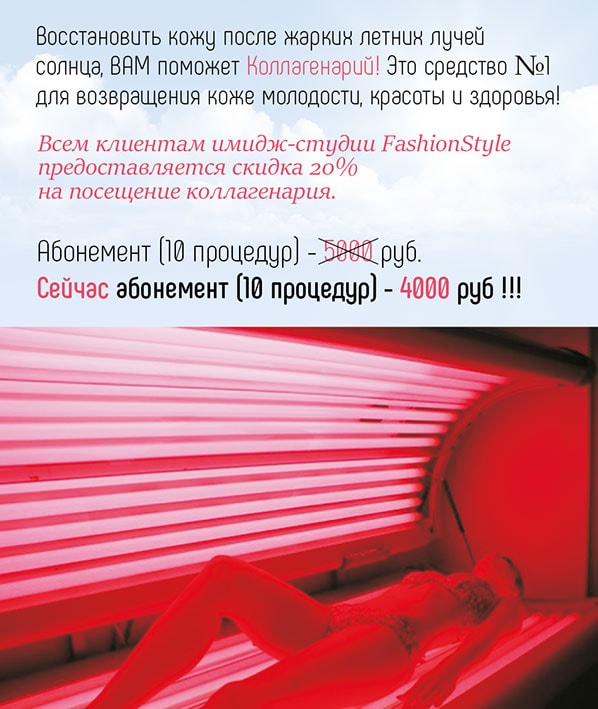 Восстановить кожу после жарких летних лучей
солнца, ВАМ поможет Коллагенарий! Это средство №1
для возвращения коже молодости, красоты и здоровья!
Всем клиентам имидж-студии FashionStyle
предоставляется скидка 20%
на посещение коллагенария.
Абонемент (10 процедур) - 5000 руб.
Сейчас абонемент (10 процедур) - 4000 руб !!!